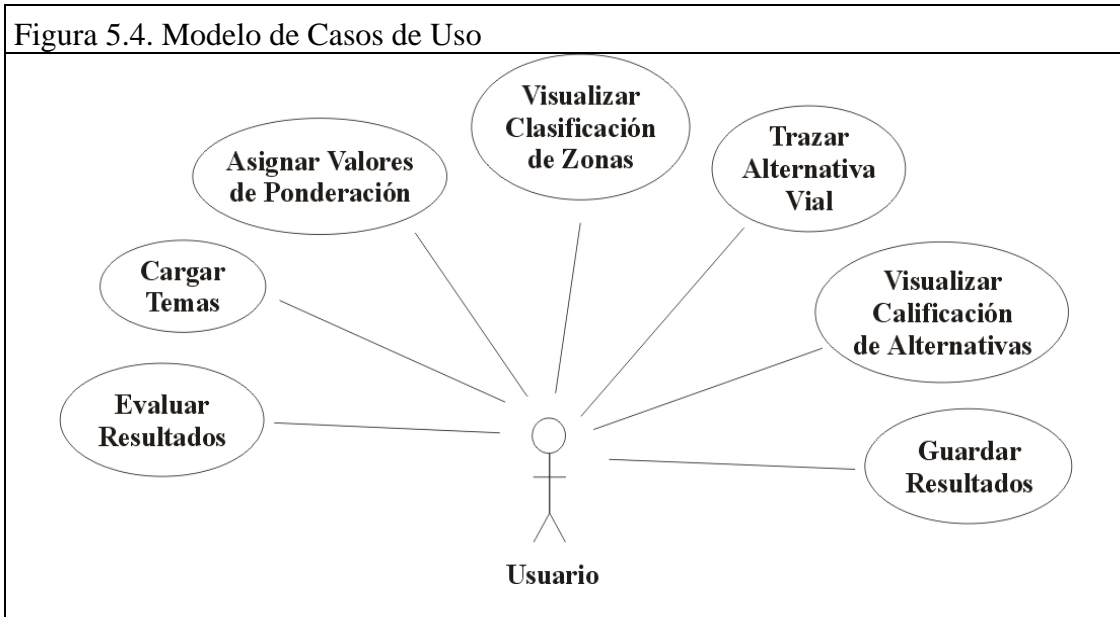 Figura 5.4. Modelo de Casos de Uso
Visualizar
Clasificación
de Zonas
Asignar Valores
de Ponderación
Trazar
Alternativa
Vial
Cargar
Temas
Visualizar
Calificación
de Alternativas
Evaluar
Resultados
Guardar
Resultados
Usuario